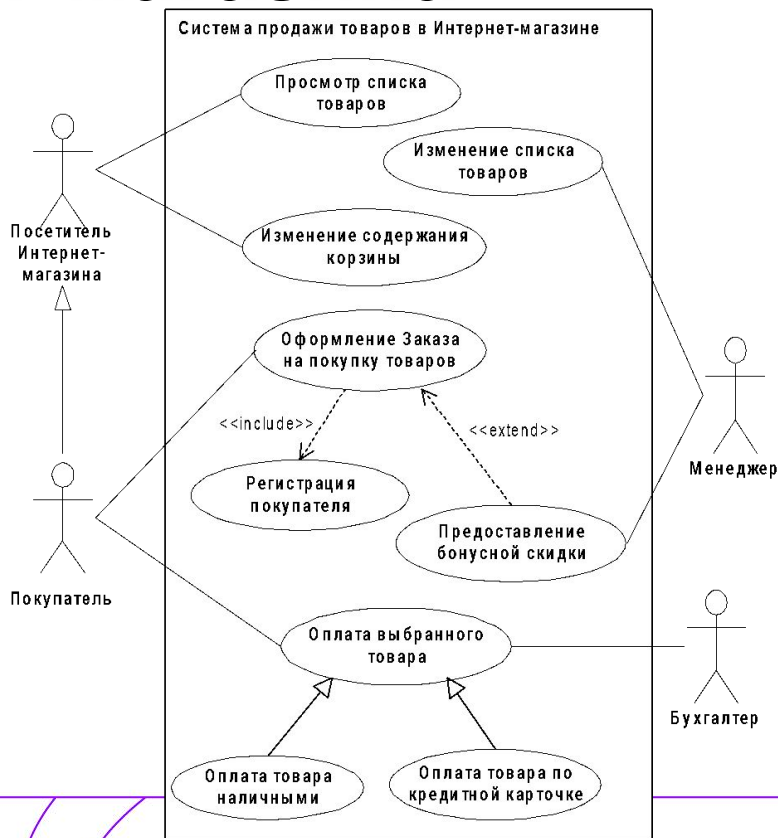 Система продажи товаров в Интернет-магазине
Просмотр списка
товаров
Изменение списка
товаров
Посетитель
Интернет-
магазина
Изменение содержания
корзины
Оформление Заказа
на покупку товаров
<<include>>
<<extend>>
Менеджер
Регистрация
покупателя
Предоставление
бонусной скидки
Покупатель
Оплата выбранного
товара
Бухгалтер
Оплата товара
наличными
Оплата товара по
кредитной карточке